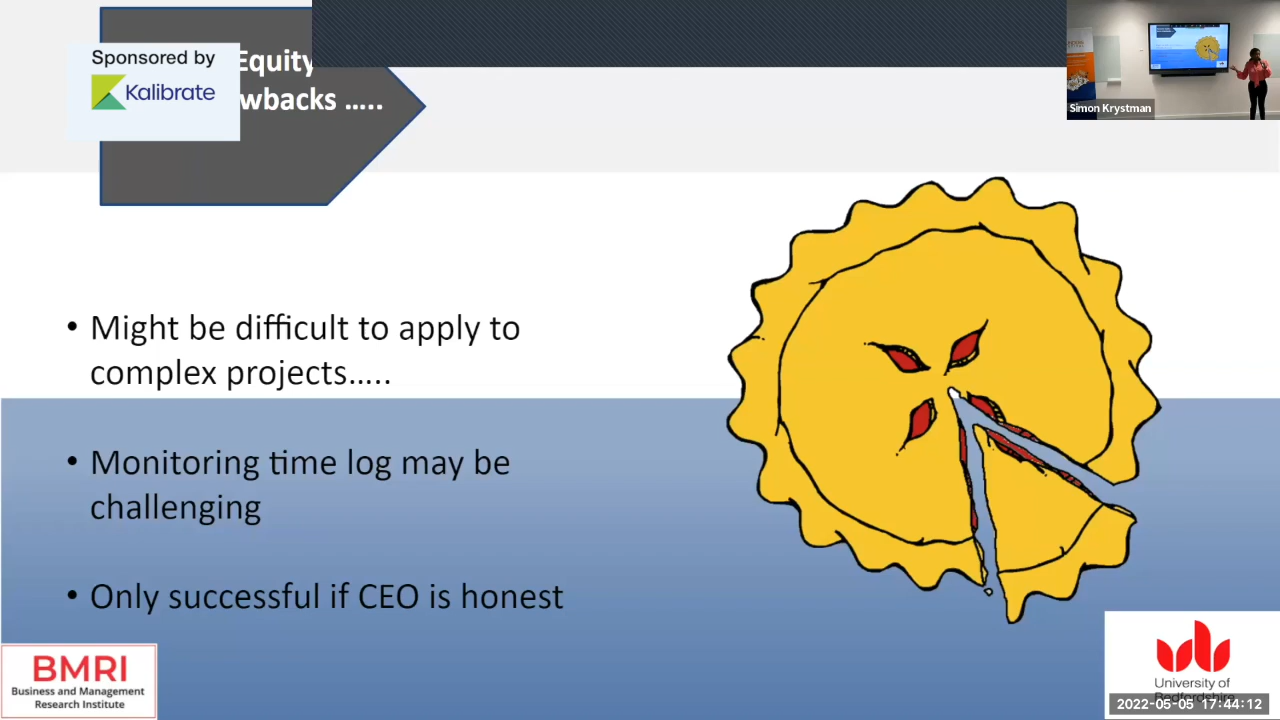 Sponsored by
Kalibrate
Equity
wbacks .....
Simon Krystman
• Might be difficult to apply to
complex projects.....
• Monitoring time log may be
challenging
• Only successful if CEO is honest
BMRI
Business and Management
Research Institute
University of
Bedfordshire
2022-05-05 17:44:12